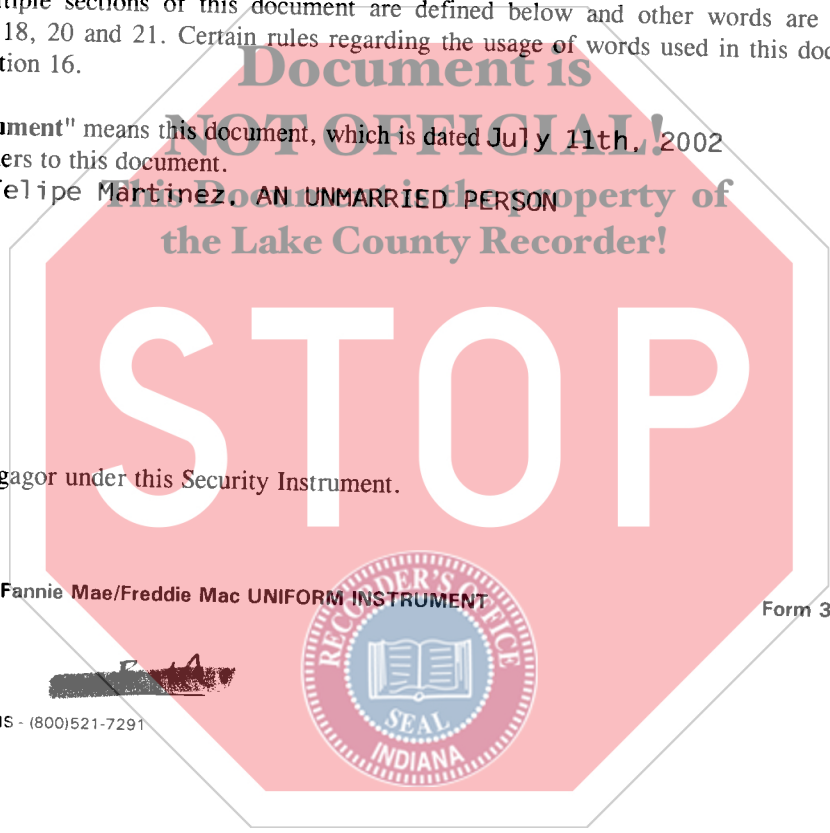 tiple sections of this document are defined below and other words are
18, 20 and 21. Certain rules regarding the usage of words used in this doc
tion 16.
Document is
ument" means this document, which is dated July 11th, 2002
NOT OFFICIAL!
ers to this document.
elipe Martinez, AN UNMARRIED PERSON
This Document is the property of
the Lake County Recorder!
STOP
gagor under this Security Instrument.
Fannie Mae/Freddie Mac UNIFORM INSTRUMENT
Form 3
RECORDER'S OFFICE
SEAL
INDIANA
S - (800)521-7291